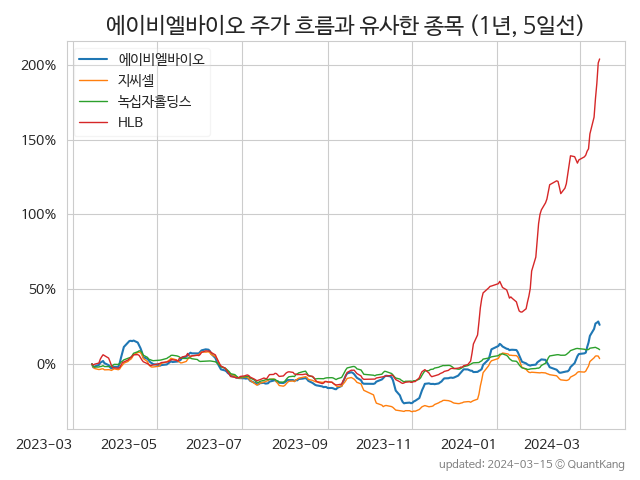 에이비엘바이오 주가 흐름과 유사한 종목 (1년, 5일선)
에이비엘바이오
지씨셀
녹십자홀딩스
HLB
200%
150%
100%
50%
0%
2023-03 2023-05 2023-07 2023-09 2023-11 2024-01 2024-03
updated: 2024-03-15 © QuantKang